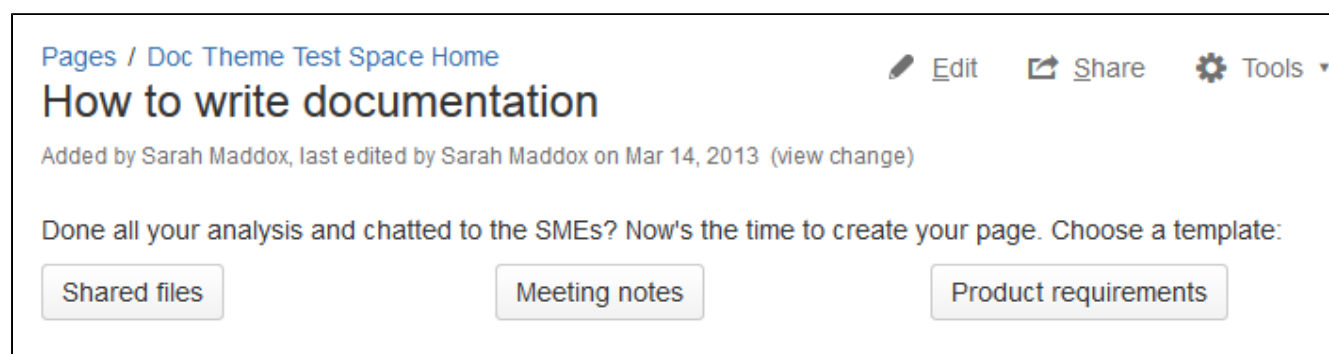 Pages / Doc Theme Test Space Home
Edit Share Tools
How to write documentation
Added by Sarah Maddox, last edited by Sarah Maddox on Mar 14, 2013 (view change)
Done all your analysis and chatted to the SMEs? Now's the time to create your page. Choose a template:
Shared files Meeting notes Product requirements